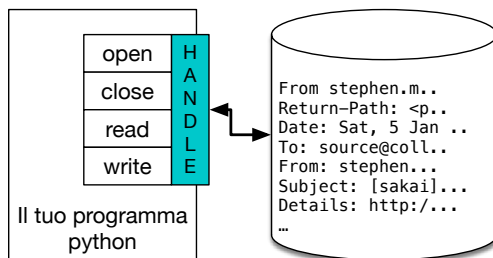 open
close
read
write
HANDLE
Il tuo programma
python
From stephen.m..
Return-Path: <p..
Date: Sat, 5 Jan ..
To: source@coll..
From: stephen...
Subject: [sakai]...
Details: http:/...
…